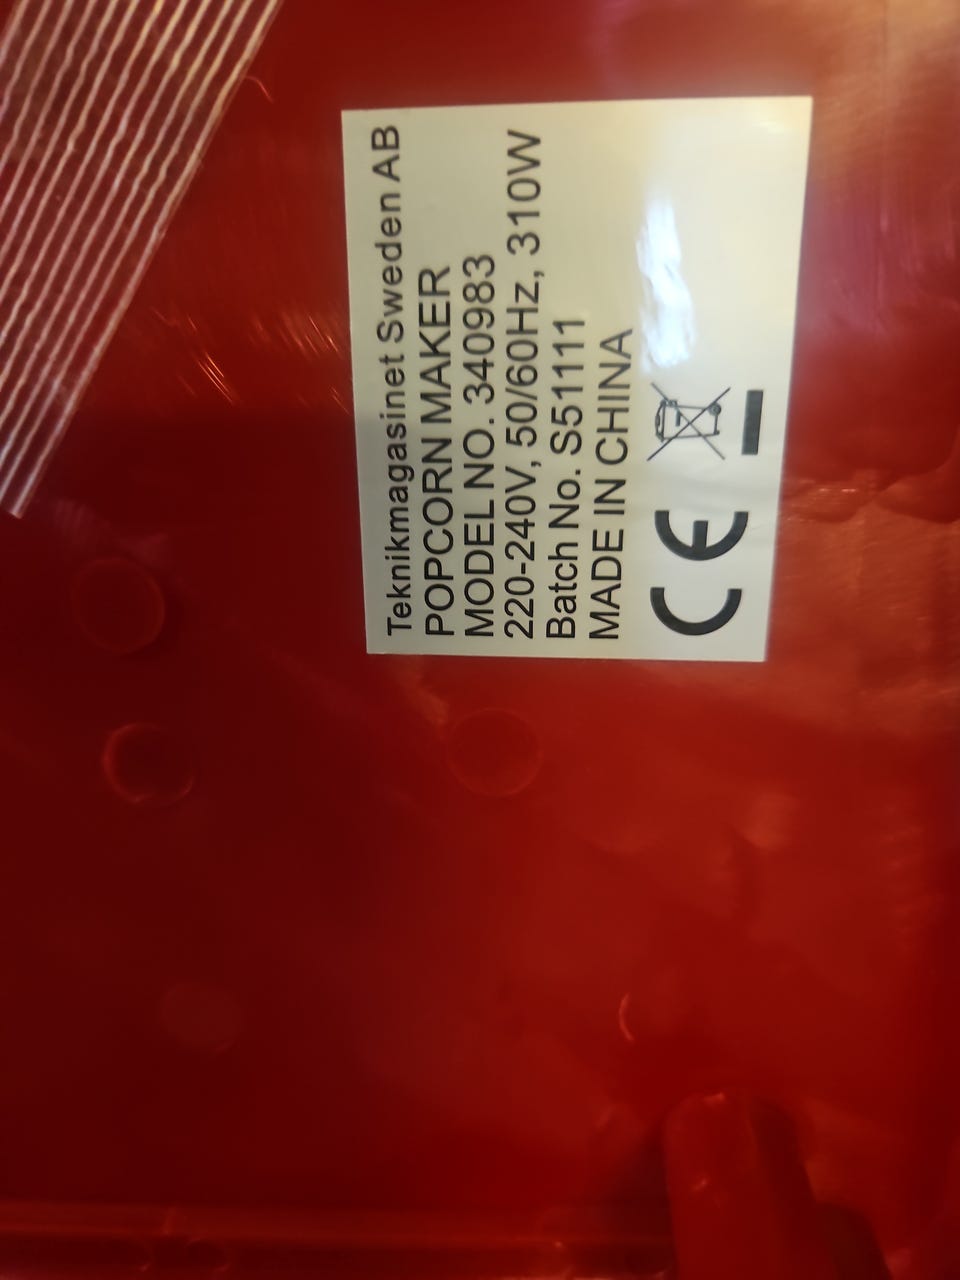 Teknikmagasinet Sweden AB
POPCORN MAKER
MODEL NO. 340983
220-240V, 50/60Hz, 310W
Batch No. S51111
MADE IN CHINA
CE